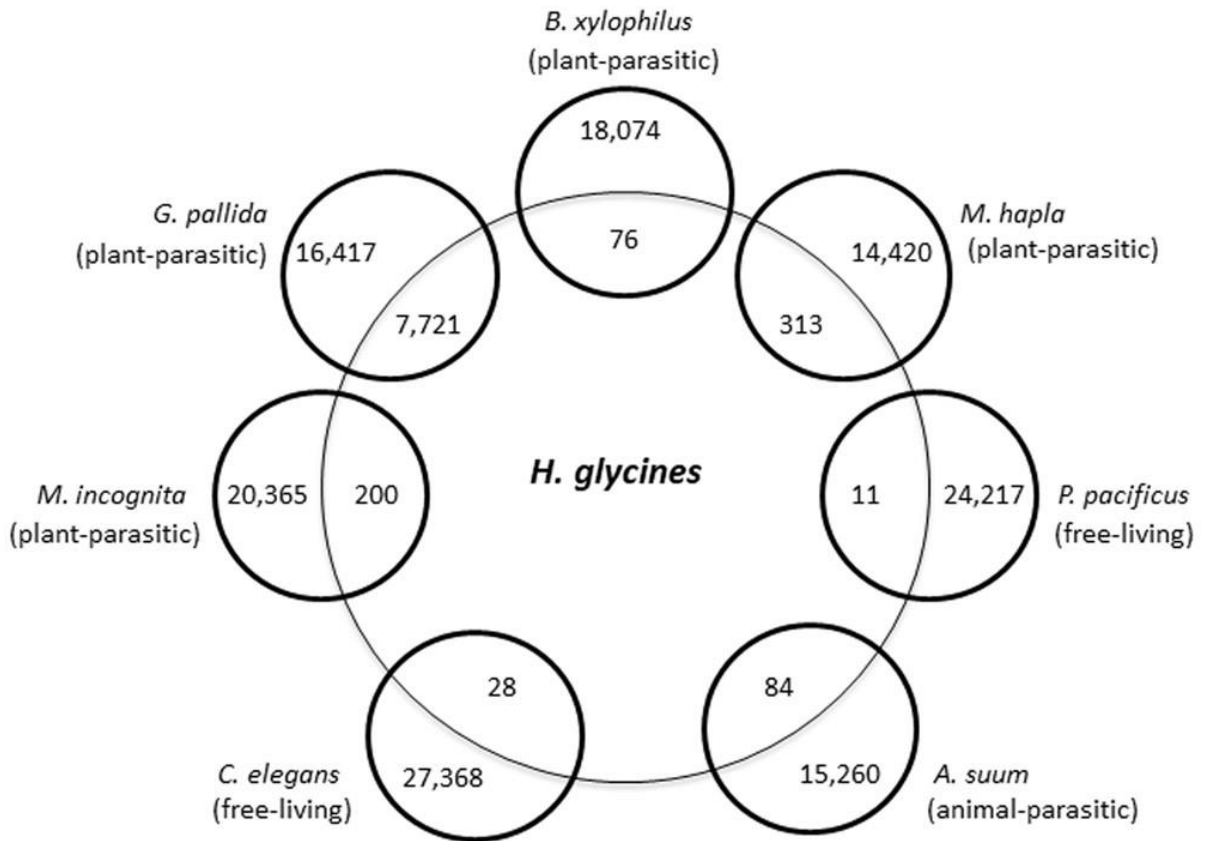 B. xylophilus
(plant-parasitic)
18,074
76
G. pallida
(plant-parasitic)
16,417
7,721
M. hapla
(plant-parasitic)
14,420
313
M. incognita
(plant-parasitic)
20,365
200
H. glycines
11
24,217
P. pacificus
(free-living)
28
27,368
C. elegans
(free-living)
84
15,260
A. suum
(animal-parasitic)